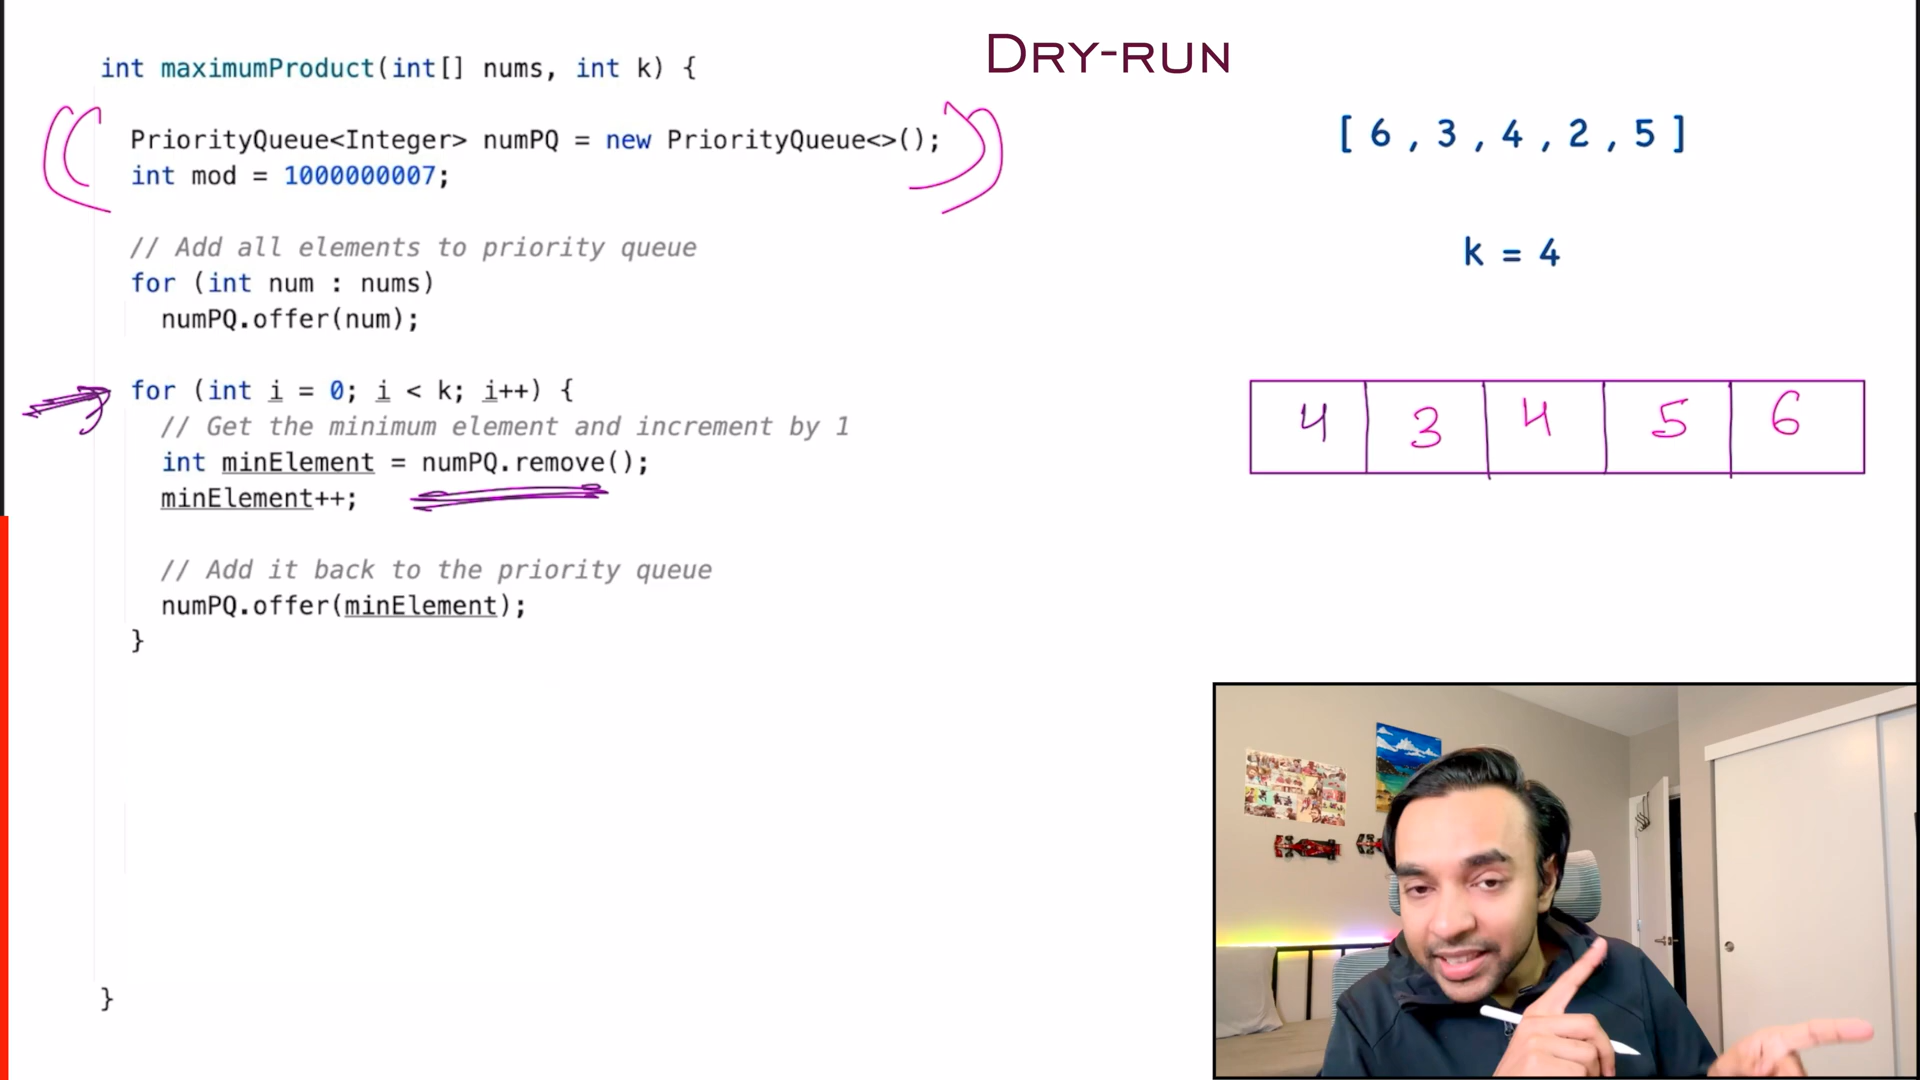 DRY-RUN
int maximumProduct(int[] nums, int k) {
PriorityQueue<Integer> numPQ = new PriorityQueue<>();
int mod = 1000000007;
// Add all elements to priority queue
for (int num : nums)
numPQ.offer(num);
for (int i = 0; i < k; i++) {
// Get the minimum element and increment by 1
int minElement = numPQ.remove();
minElement++;
// Add it back to the priority queue
numPQ.offer(minElement);
}
}
[ 6 , 3 , 4 , 2 , 5 ]
k = 4
4 3 4 5 6